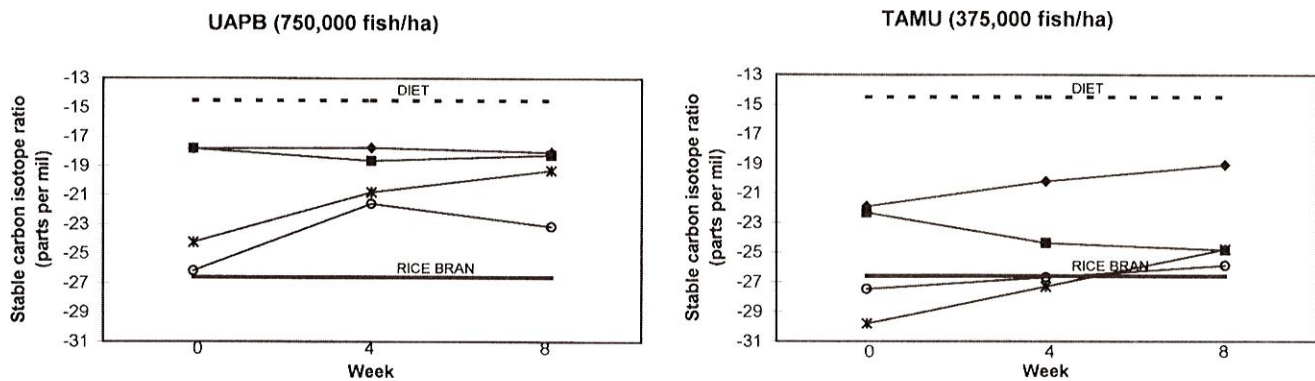 UAPB (750,000 fish/ha)
Stable carbon isotope ratio
(parts per mil)
-13
-15
-17
-19
-21
-23
-25
-27
-29
-31
DIET
RICE BRAN
0
4
8
Week
TAMU (375,000 fish/ha)
Stable carbon isotope ratio
(parts per mil)
-13
-15
-17
-19
-21
-23
-25
-27
-29
-31
DIET
RICE BRAN
0
4
8
Week